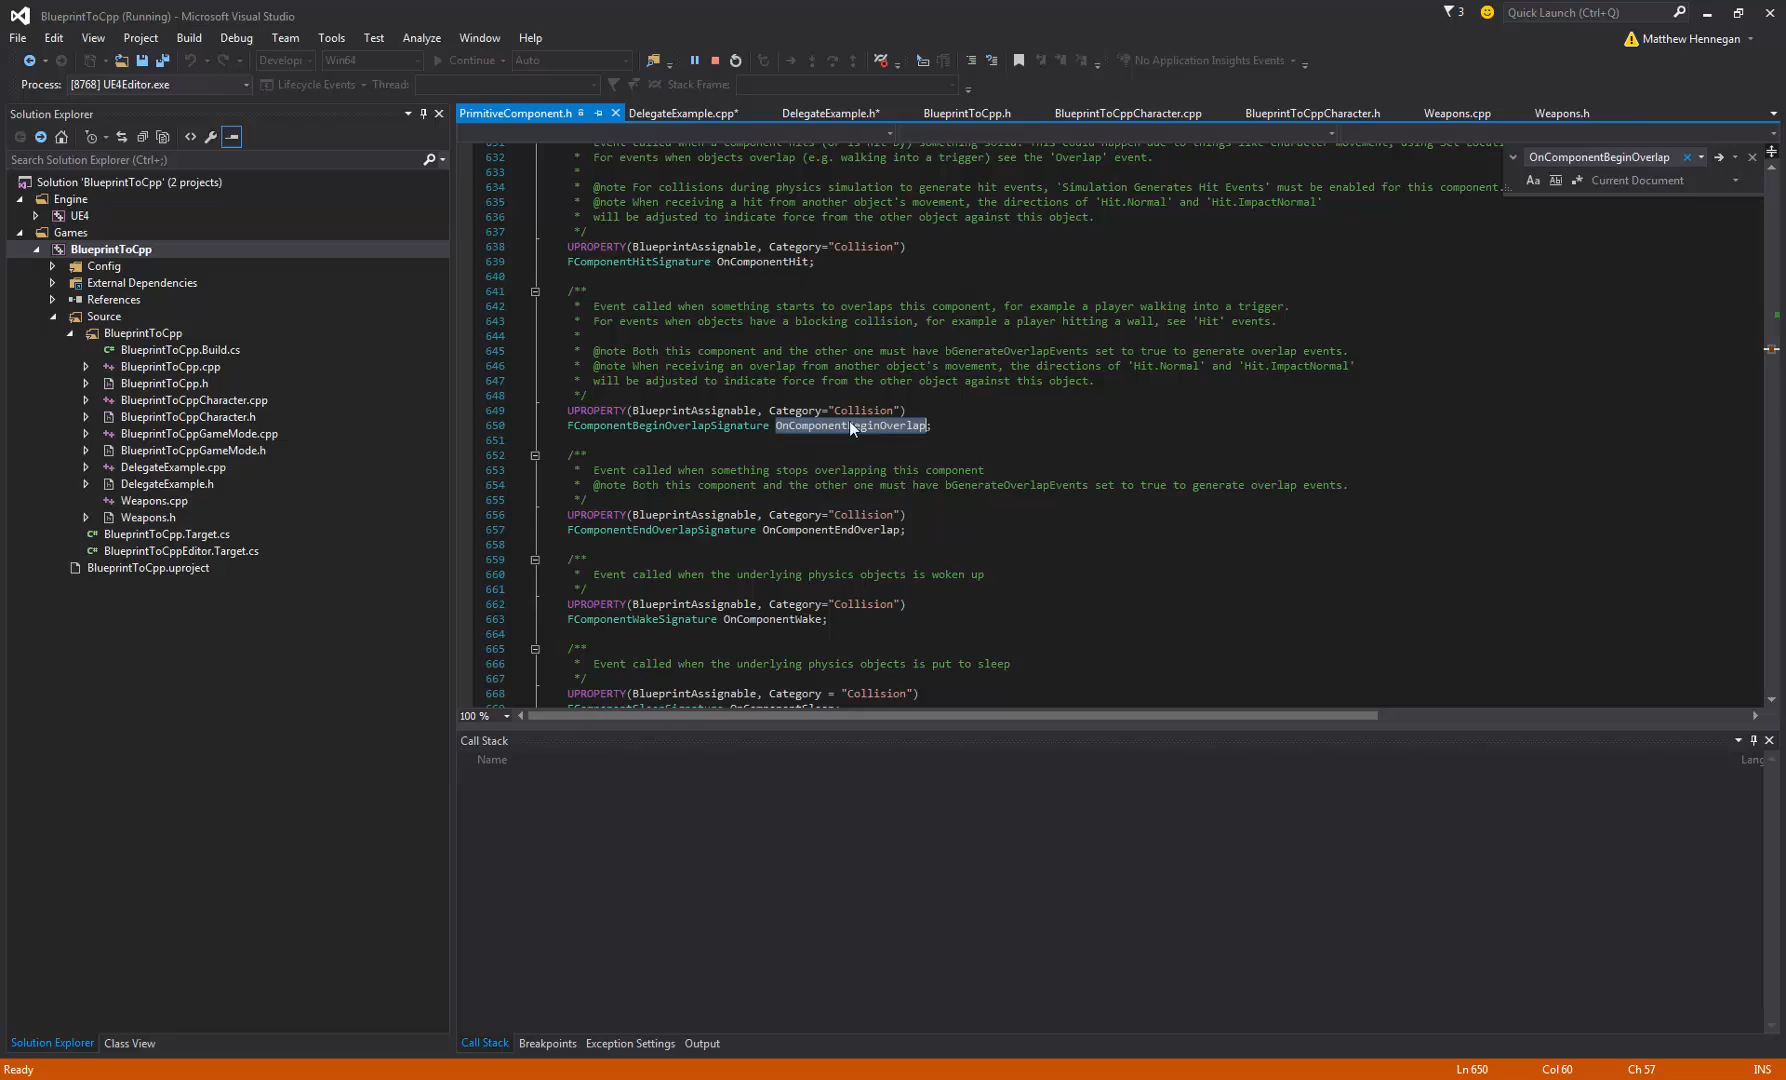 BlueprintToCpp (Running) - Microsoft Visual Studio
3
Quick Launch (Ctrl+Q)
File Edit View Project Build Debug Team Tools Test Analyze Window Help
Matthew Hennegan
Develop Win64 Continue Auto No Application Insights Events
Process: [8768] UE4Editor.exe Lifecycle Events Thread: Stack Frame:
Solution Explorer
PrimitiveComponent.h DelegateExample.cpp* DelegateExample.h* BlueprintToCpp.h BlueprintToCppCharacter.cpp BlueprintToCppCharacter.h Weapons.cpp Weapons.h
Search Solution Explorer (Ctrl+;)
Solution 'BlueprintToCpp' (2 projects)
Engine
UE4
Games
BlueprintToCpp
Config
External Dependencies
References
Source
BlueprintToCpp
BlueprintToCpp.Build.cs
BlueprintToCpp.cpp
BlueprintToCpp.h
BlueprintToCppCharacter.cpp
BlueprintToCppCharacter.h
BlueprintToCppGameMode.cpp
BlueprintToCppGameMode.h
DelegateExample.cpp
DelegateExample.h
Weapons.cpp
Weapons.h
BlueprintToCpp.Target.cs
BlueprintToCppEditor.Target.cs
BlueprintToCpp.uproject
OnComponentBeginOverlap
Aa Ab Current Document
632 * For events when objects overlap (e.g. walking into a trigger) see the 'Overlap' event.
633 *
634 * @note For collisions during physics simulation to generate hit events, 'Simulation Generates Hit Events' must be enabled for this component.
635 * @note When receiving a hit from another object's movement, the directions of 'Hit.Normal' and 'Hit.ImpactNormal'
636 * will be adjusted to indicate force from the other object against this object.
637 */
638 UPROPERTY(BlueprintAssignable, Category="Collision")
639 FComponentHitSignature OnComponentHit;
640
641 /**
642 * Event called when something starts to overlaps this component, for example a player walking into a trigger.
643 * For events when objects have a blocking collision, for example a player hitting a wall, see 'Hit' events.
644 *
645 * @note Both this component and the other one must have bGenerateOverlapEvents set to true to generate overlap events.
646 * @note When receiving an overlap from another object's movement, the directions of 'Hit.Normal' and 'Hit.ImpactNormal'
647 * will be adjusted to indicate force from the other object against this object.
648 */
649 UPROPERTY(BlueprintAssignable, Category="Collision")
650 FComponentBeginOverlapSignature OnComponentBeginOverlap;
651
652 /**
653 * Event called when something stops overlapping this component
654 * @note Both this component and the other one must have bGenerateOverlapEvents set to true to generate overlap events.
655 */
656 UPROPERTY(BlueprintAssignable, Category="Collision")
657 FComponentEndOverlapSignature OnComponentEndOverlap;
658
659 /**
660 * Event called when the underlying physics objects is woken up
661 */
662 UPROPERTY(BlueprintAssignable, Category="Collision")
663 FComponentWakeSignature OnComponentWake;
664
665 /**
666 * Event called when the underlying physics objects is put to sleep
667 */
668 UPROPERTY(BlueprintAssignable, Category = "Collision")
100 %
Call Stack
Name Lang
Solution Explorer Class View
Call Stack Breakpoints Exception Settings Output
Ready Ln 650 Col 60 Ch 57 INS